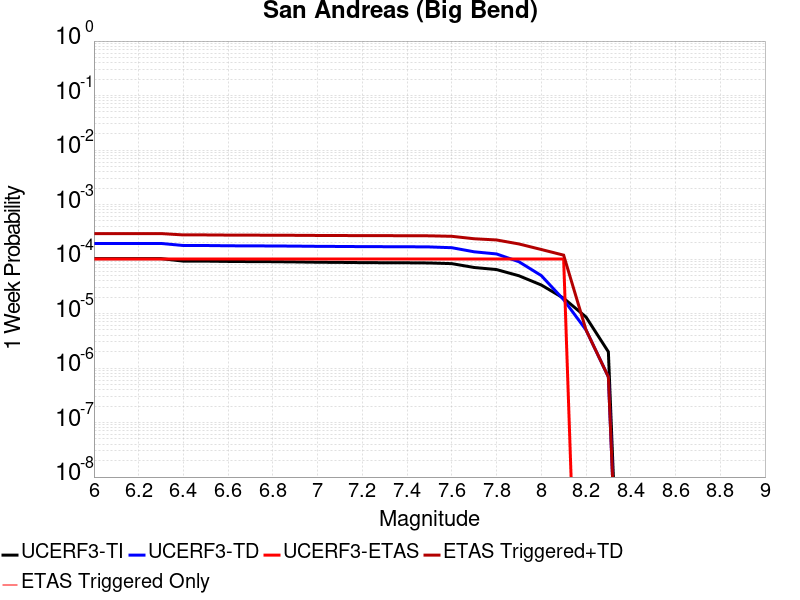 San Andreas (Big Bend)
10^0
10^-1
10^-2
10^-3
10^-4
10^-5
10^-6
10^-7
10^-8
1 Week Probability
6 6.2 6.4 6.6 6.8 7 7.2 7.4 7.6 7.8 8 8.2 8.4 8.6 8.8 9
Magnitude
UCERF3-TI UCERF3-TD UCERF3-ETAS ETAS Triggered+TD
ETAS Triggered Only